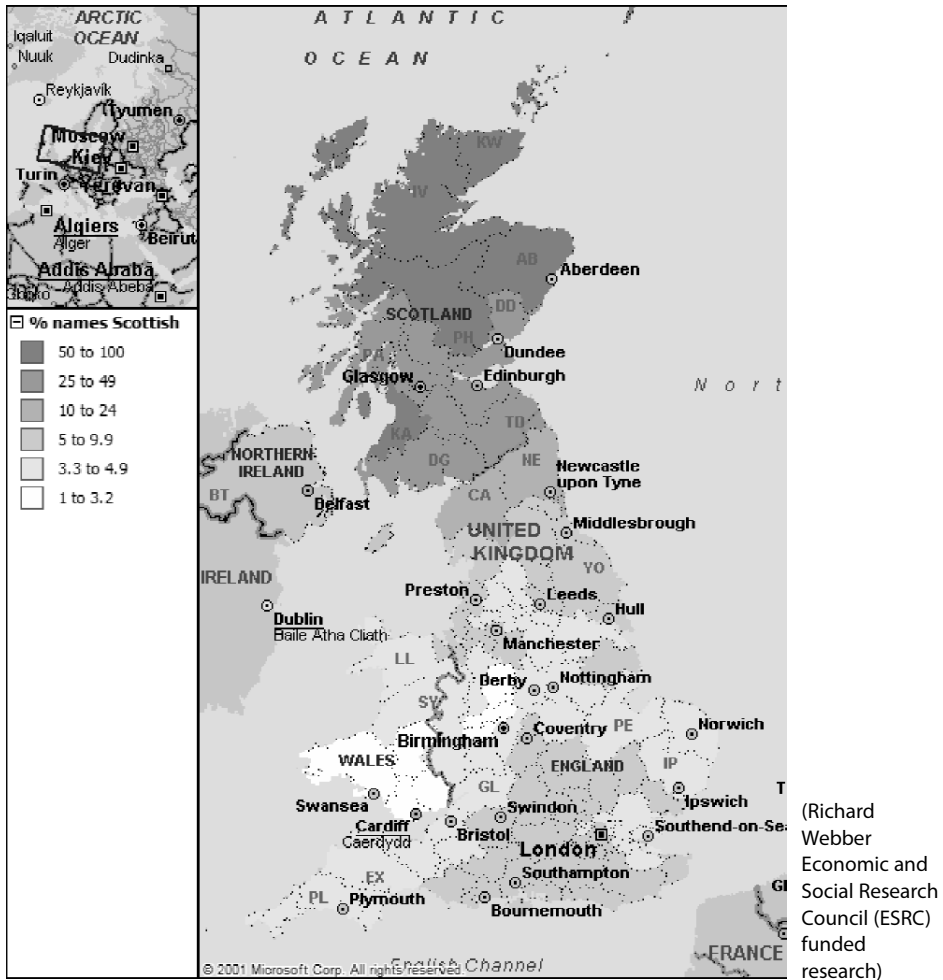 ARCTIC
OCEAN
Iqaluit
Nuuk
Dudinka
Reykjavík
Tyumen
Moscow
Kiev
Turin
Yerevan
Algiers
Alger
Beirut
Addis Ababa
Addis Abeba
% names Scottish
50 to 100
25 to 49
10 to 24
5 to 9.9
3.3 to 4.9
1 to 3.2
ATLANTIC
OCEAN
KW
IV
AB
Aberdeen
SCOTLAND
DD
PH
Dundee
PA
Glasgow
Edinburgh
Nort
KA
TD
DG
NE
NORTHERN
IRELAND
BT
Belfast
CA
Newcastle
upon Tyne
UNITED
KINGDOM
Middlesbrough
YO
IRELAND
Dublin
Baile Atha Cliath
Preston
Leeds
Hull
Manchester
LL
Derby
Nottingham
SY
PE
Norwich
Birmingham
Coventry
WALES
ENGLAND
IP
Ipswich
T
GL
Swansea
Swindon
Cardiff
Caerdydd
Bristol
London
Southend-on-Sea
EX
Southampton
PL
Plymouth
Bournemouth
FRANCE
English Channel
© 2001 Microsoft Corp. All rights reserved.
(Richard
Webber
Economic and
Social Research
Council (ESRC)
funded
research)